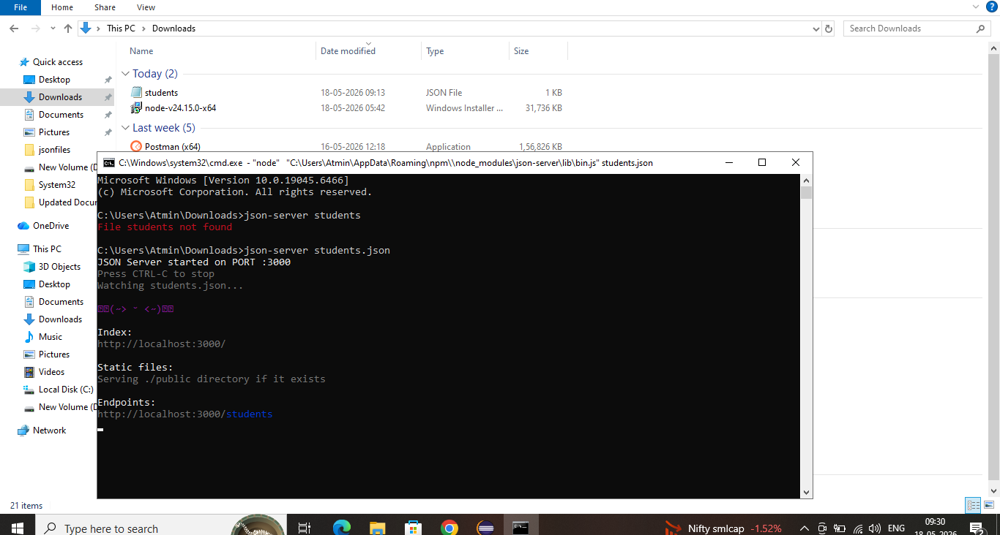 File Home Share View
This PC > Downloads
Search Downloads
Name Date modified Type Size
Quick access
Desktop
Downloads
Documents
Pictures
jsonfiles
New Volume (D
System32
Updated Docu
OneDrive
This PC
3D Objects
Desktop
Documents
Downloads
Music
Pictures
Videos
Local Disk (C:)
New Volume (D
Network
Today (2)
students 18-05-2026 09:13 JSON File 1 KB
node-v24.15.0-x64 18-05-2026 05:42 Windows Installer ... 31,736 KB
Last week (5)
Postman (x64) 16-05-2026 12:18 Application 1,56,826 KB
C:\Windows\system32\cmd.exe - "node" "C:\Users\Atmin\AppData\Roaming\npm\\node_modules\json-server\lib\bin.js" students.json
Microsoft Windows [Version 10.0.19045.6466]
(c) Microsoft Corporation. All rights reserved.
C:\Users\Atmin\Downloads>json-server students
File students not found
C:\Users\Atmin\Downloads>json-server students.json
JSON Server started on PORT :3000
Press CTRL-C to stop
Watching students.json...
(~> ˘ <~)
Index:
http://localhost:3000/
Static files:
Serving ./public directory if it exists
Endpoints:
http://localhost:3000/students
21 items
Type here to search
Nifty smlcap -1.52%
ENG
09:30
18-05-2026
2